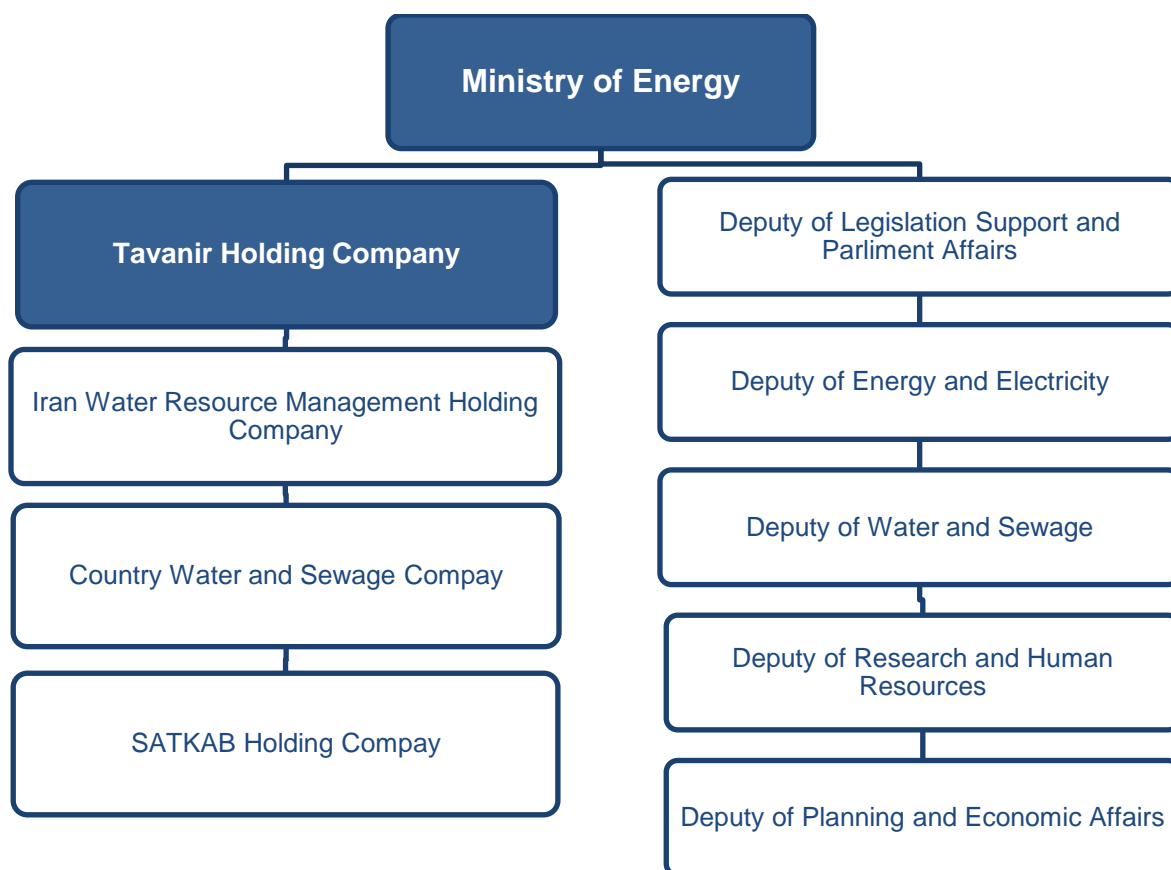 Ministry of Energy
Tavanir Holding Company
Iran Water Resource Management Holding
Company
Country Water and Sewage Compay
SATKAB Holding Compay
Deputy of Legislation Support and
Parliment Affairs
Deputy of Energy and Electricity
Deputy of Water and Sewage
Deputy of Research and Human
Resources
Deputy of Planning and Economic Affairs